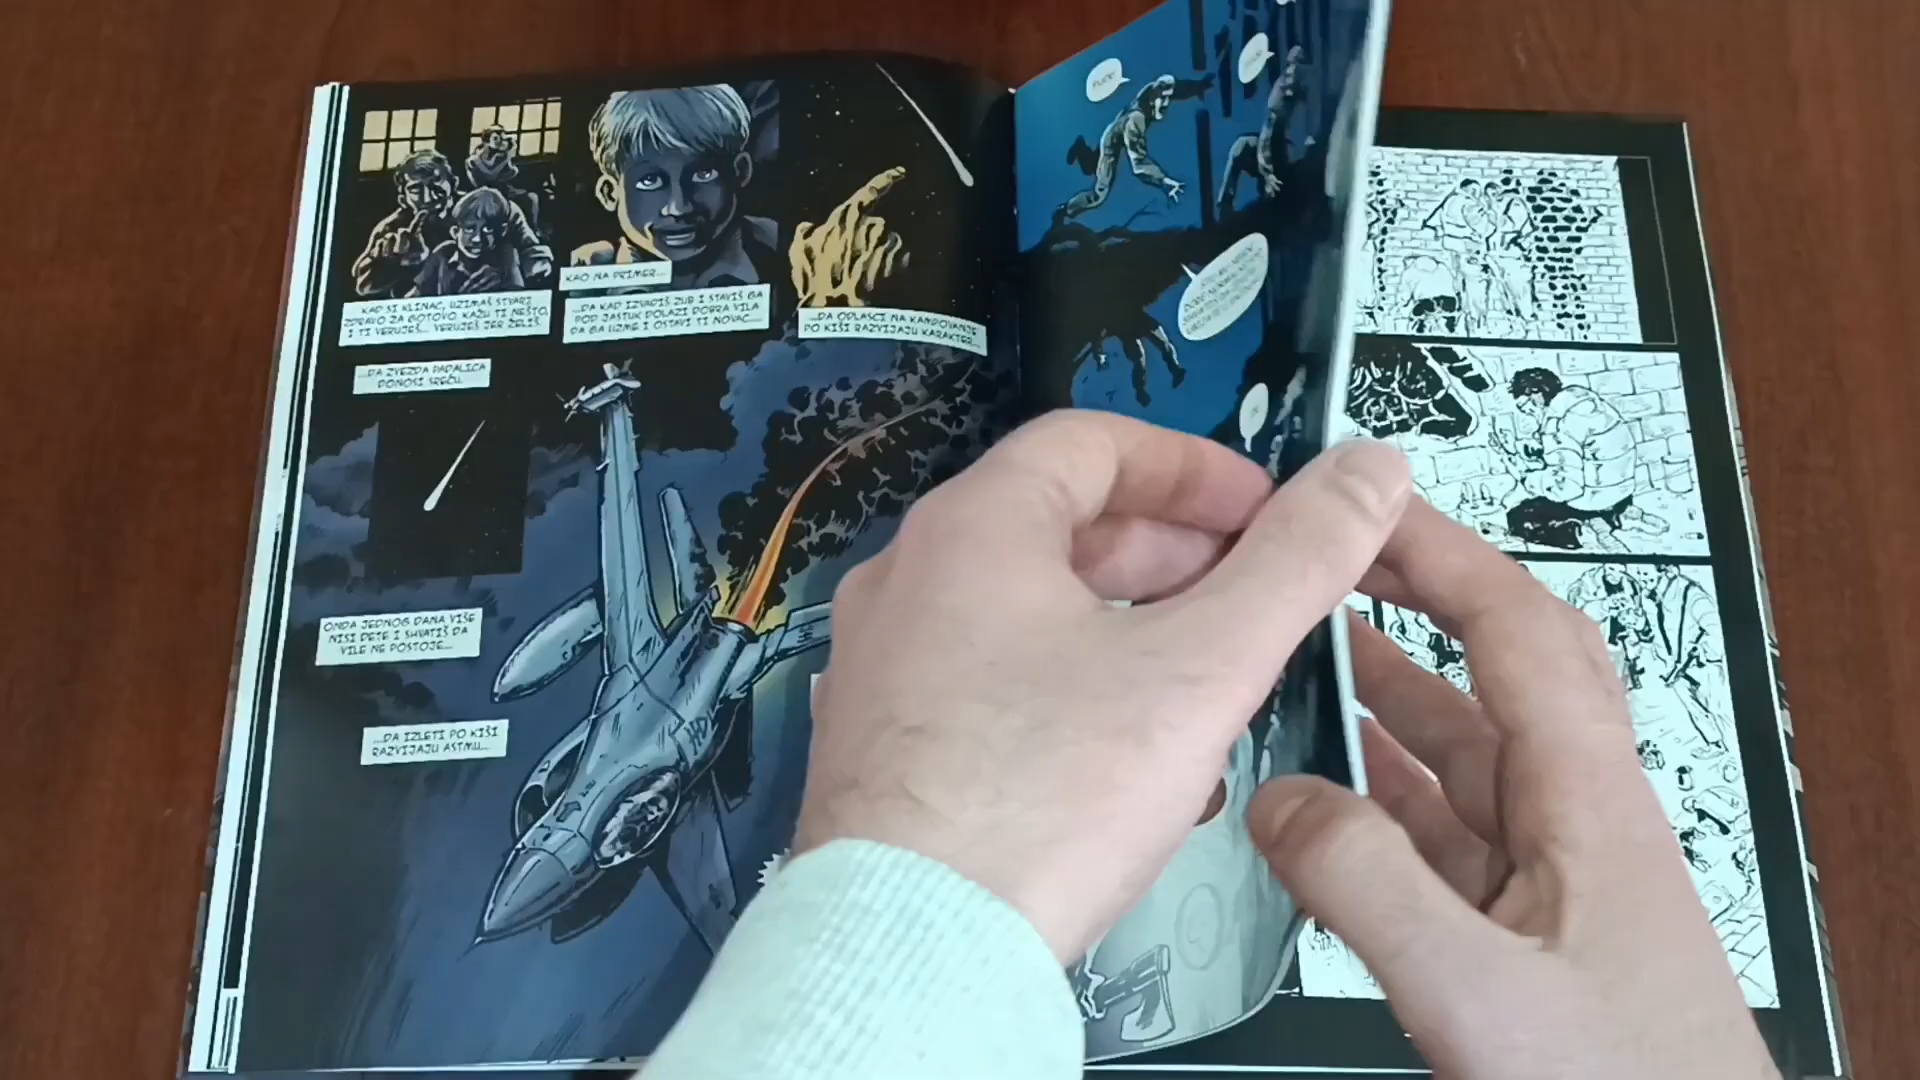 KAD SI KLINAC, UZIMAŠ STVARI
ZDRAVO ZA GOTOVO. KAŽU TI NEŠTO,
I TI VERUJEŠ... VERUJEŠ JER ŽELIŠ.
KAO NA PRIMER...
...DA KAD IZVADIŠ ZUB I STAVIŠ GA
POD JASTUK DOLAZI DOBRA VILA
DA GA UZME I OSTAVI TI NOVAC...
...DA ODLASCI NA KAMPOVANJE
PO KIŠI RAZVIJAJU KARAKTER...
...DA ZVEZDA PADALICA
DONOSI SREĆU.
ONDA JEDNOG DANA VIŠE
NISI DETE I SHVATIŠ DA
VILE NE POSTOJE...
...DA IZLETI PO KIŠI
RAZVIJAJU ASTMU...